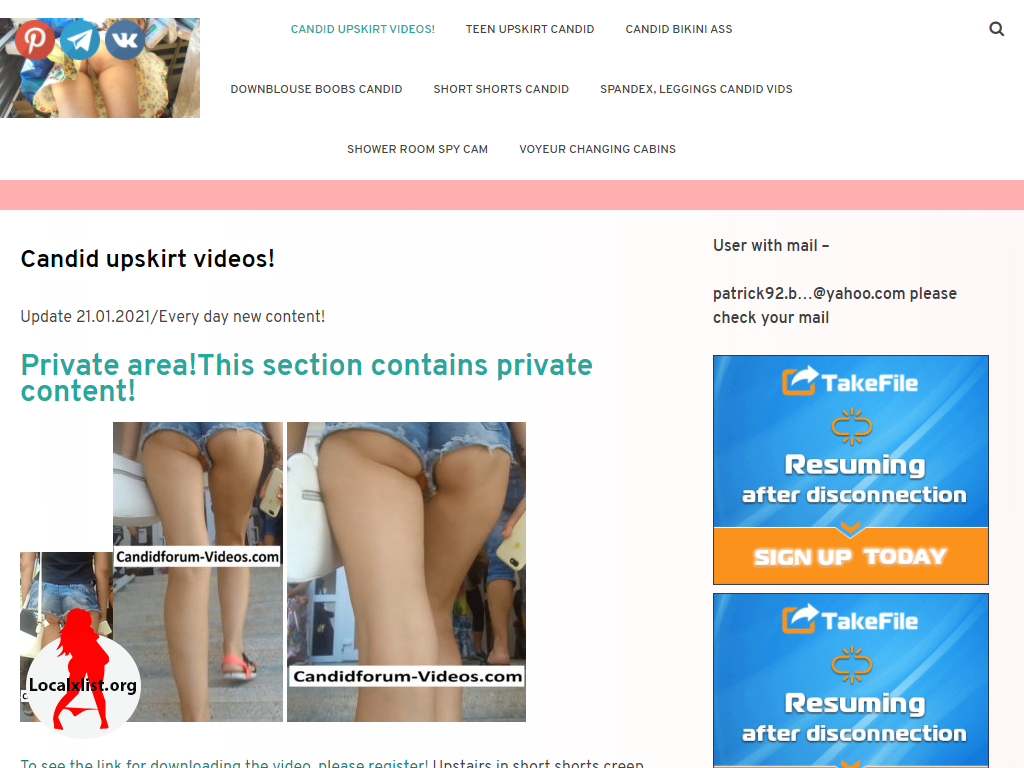 CANDID UPSKIRT VIDEOS!
TEEN UPSKIRT CANDID
CANDID BIKINI ASS
DOWNBLOUSE BOOBS CANDID
SHORT SHORTS CANDID
SPANDEX, LEGGINGS CANDID VIDS
SHOWER ROOM SPY CAM
VOYEUR CHANGING CABINS
Candid upskirt videos!
Update 21.01.2021/Every day new content!
Private area!This section contains private
content!
Candidforum-Videos.com
Candidforum-Videos.com
Localxlist.org
To see the link for downloading the video, please register! Upstairs in short shorts creep
User with mail –
patrick92.b…@yahoo.com please
check your mail
TakeFile
Resuming
after disconnection
SIGN UP TODAY
TakeFile
Resuming
after disconnection